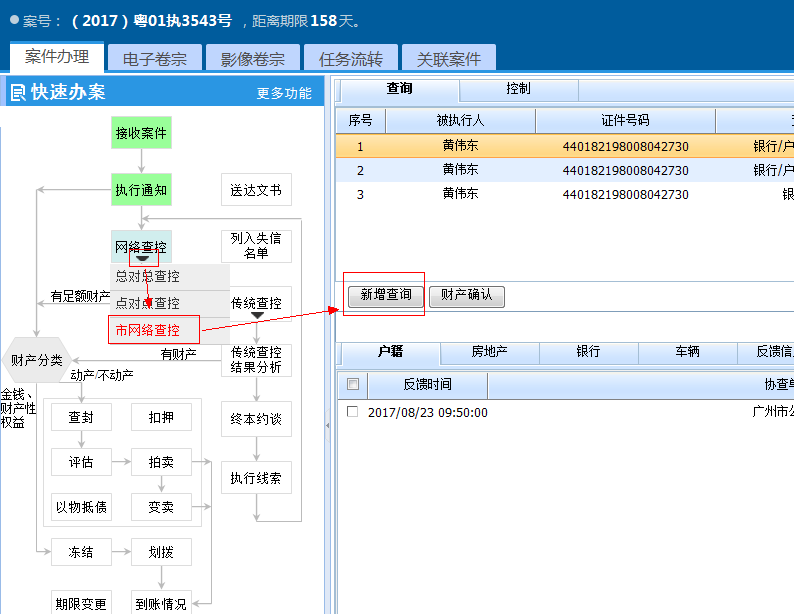 案号：（2017）粤01执3543号 ，距离期限158天。
案件办理 电子卷宗 影像卷宗 任务流转 关联案件
快速办案 更多功能
接收案件
执行通知
送达文书
网络查控
列入失信
名单
总对总查控
点对点查控
市网络查控
有足额财产
传统查控
财产分类
有财产
传统查控
结果分析
动产/不动产
金钱、
财产性
权益
查封
扣押
终本约谈
评估
拍卖
执行线索
以物抵债
变卖
冻结
划拨
期限变更
到账情况
查询 控制
序号 被执行人 证件号码
1 黄伟东 440182198008042730 银行/户
2 黄伟东 440182198008042730 银行/户
3 黄伟东 440182198008042730 银
新增查询 财产确认
户籍 房地产 银行 车辆 反馈信
反馈时间 协查单
2017/08/23 09:50:00 广州市公